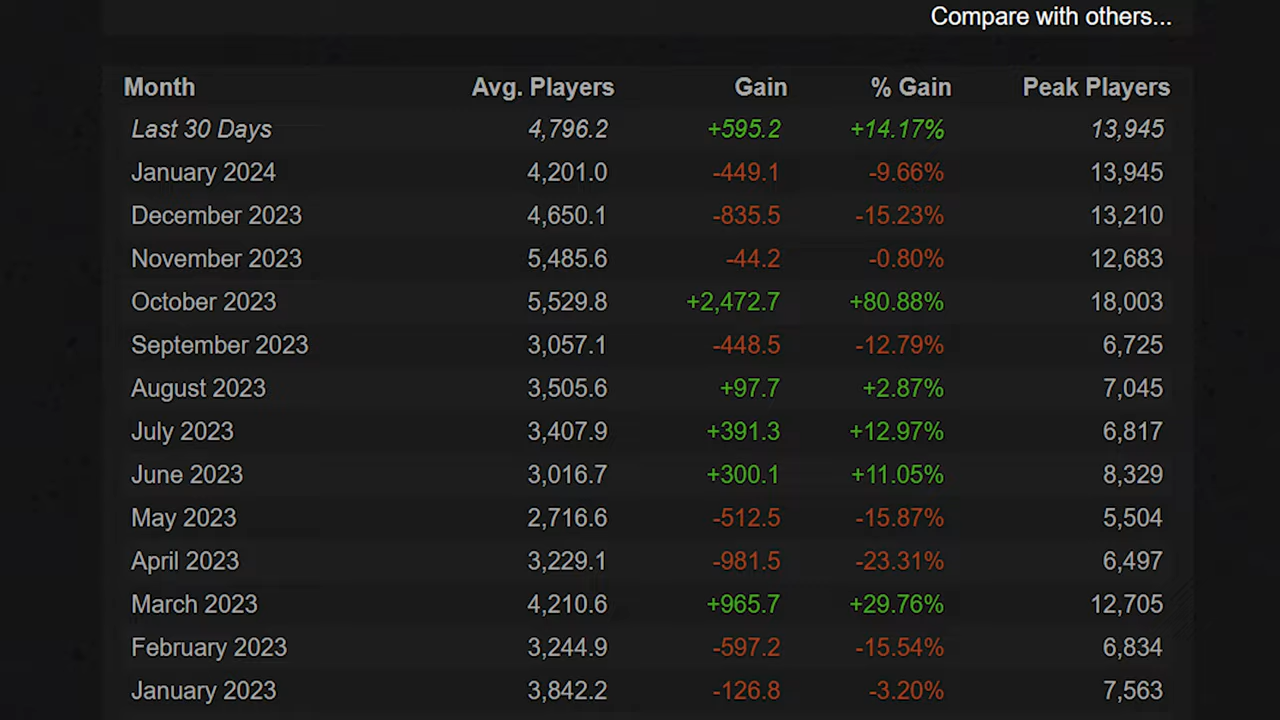 Compare with others...
Month Avg. Players Gain % Gain Peak Players
Last 30 Days 4,796.2 +595.2 +14.17% 13,945
January 2024 4,201.0 -449.1 -9.66% 13,945
December 2023 4,650.1 -835.5 -15.23% 13,210
November 2023 5,485.6 -44.2 -0.80% 12,683
October 2023 5,529.8 +2,472.7 +80.88% 18,003
September 2023 3,057.1 -448.5 -12.79% 6,725
August 2023 3,505.6 +97.7 +2.87% 7,045
July 2023 3,407.9 +391.3 +12.97% 6,817
June 2023 3,016.7 +300.1 +11.05% 8,329
May 2023 2,716.6 -512.5 -15.87% 5,504
April 2023 3,229.1 -981.5 -23.31% 6,497
March 2023 4,210.6 +965.7 +29.76% 12,705
February 2023 3,244.9 -597.2 -15.54% 6,834
January 2023 3,842.2 -126.8 -3.20% 7,563